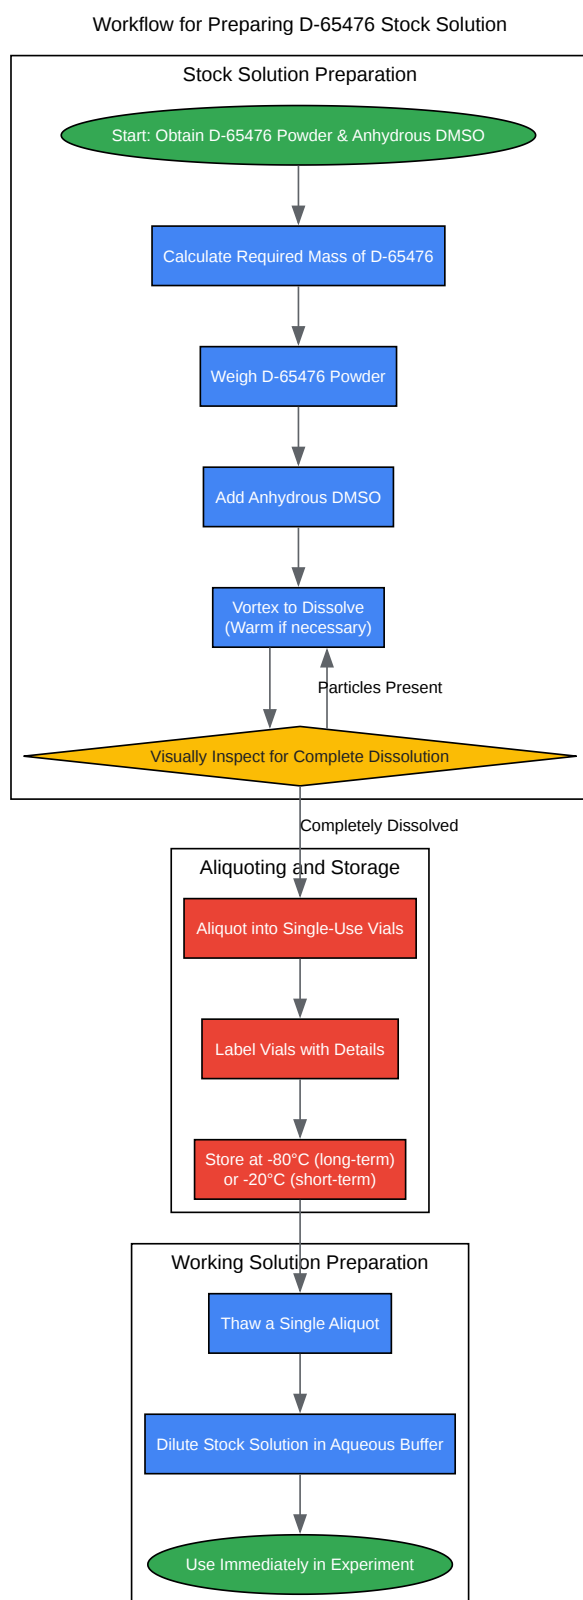 Workflow for Preparing D-65476 Stock Solution
Stock Solution Preparation
Start: Obtain D-65476 Powder & Anhydrous DMSO
Calculate Required Mass of D-65476
Weigh D-65476 Powder
Add Anhydrous DMSO
Vortex to Dissolve
(Warm if necessary)
Particles Present
Visually Inspect for Complete Dissolution
Completely Dissolved
Aliquoting and Storage
Aliquot into Single-Use Vials
Label Vials with Details
Store at -80°C (long-term)
or -20°C (short-term)
Working Solution Preparation
Thaw a Single Aliquot
Dilute Stock Solution in Aqueous Buffer
Use Immediately in Experiment